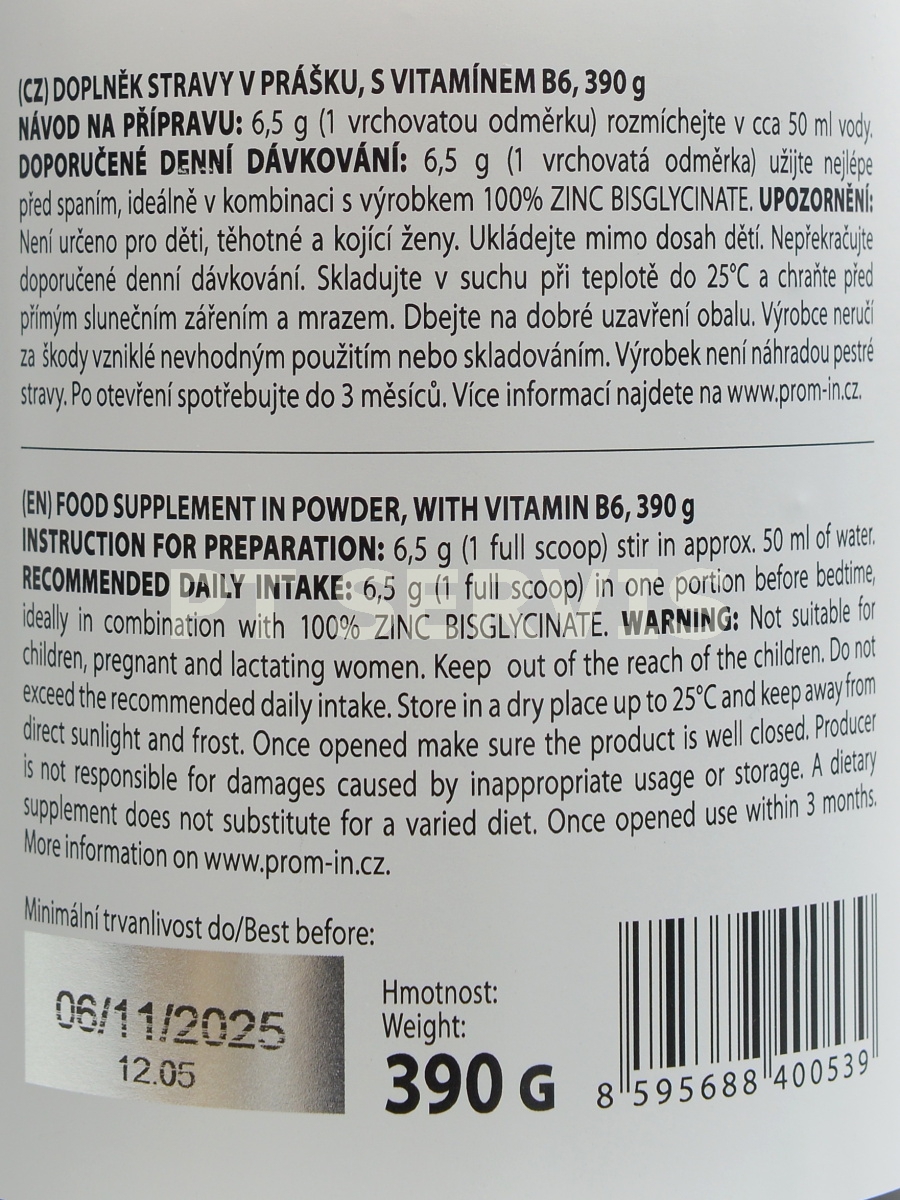 (CZ) DOPLNĚK STRAVY V PRÁŠKU, S VITAMÍNEM B6, 390 g
NÁVOD NA PŘÍPRAVU: 6,5 g (1 vrchovatou odměrku) rozmíchejte v cca 50 ml vody.
DOPORUČENÉ DENNÍ DÁVKOVÁNÍ: 6,5 g (1 vrchovatá odměrka) užijte nejlépe
před spaním, ideálně v kombinaci s výrobkem 100% ZINC BISGLYCINATE. UPOZORNĚNÍ:
Není určeno pro děti, těhotné a kojící ženy. Ukládejte mimo dosah dětí. Nepřekračujte
doporučené denní dávkování. Skladujte v suchu při teplotě do 25°C a chraňte před
přímým slunečním zářením a mrazem. Dbejte na dobré uzavření obalu. Výrobce neručí
za škody vzniklé nevhodným použitím nebo skladováním. Výrobek není náhradou pestré
stravy. Po otevření spotřebujte do 3 měsíců. Více informací najdete na www.prom-in.cz.
(EN) FOOD SUPPLEMENT IN POWDER, WITH VITAMIN B6, 390 g
INSTRUCTION FOR PREPARATION: 6,5 g (1 full scoop) stir in approx. 50 ml of water.
RECOMMENDED DAILY INTAKE: 6,5 g (1 full scoop) in one portion before bedtime,
ideally in combination with 100% ZINC BISGLYCINATE. WARNING: Not suitable for
children, pregnant and lactating women. Keep out of the reach of the children. Do not
exceed the recommended daily intake. Store in a dry place up to 25°C and keep away from
direct sunlight and frost. Once opened make sure the product is well closed. Producer
is not responsible for damages caused by inappropriate usage or storage. A dietary
supplement does not substitute for a varied diet. Once opened use within 3 months.
More information on www.prom-in.cz.
PT SERVIS
Minimální trvanlivost do/Best before:
06/11/2025
12.05
Hmotnost:
Weight:
390 G
8 595688 400539